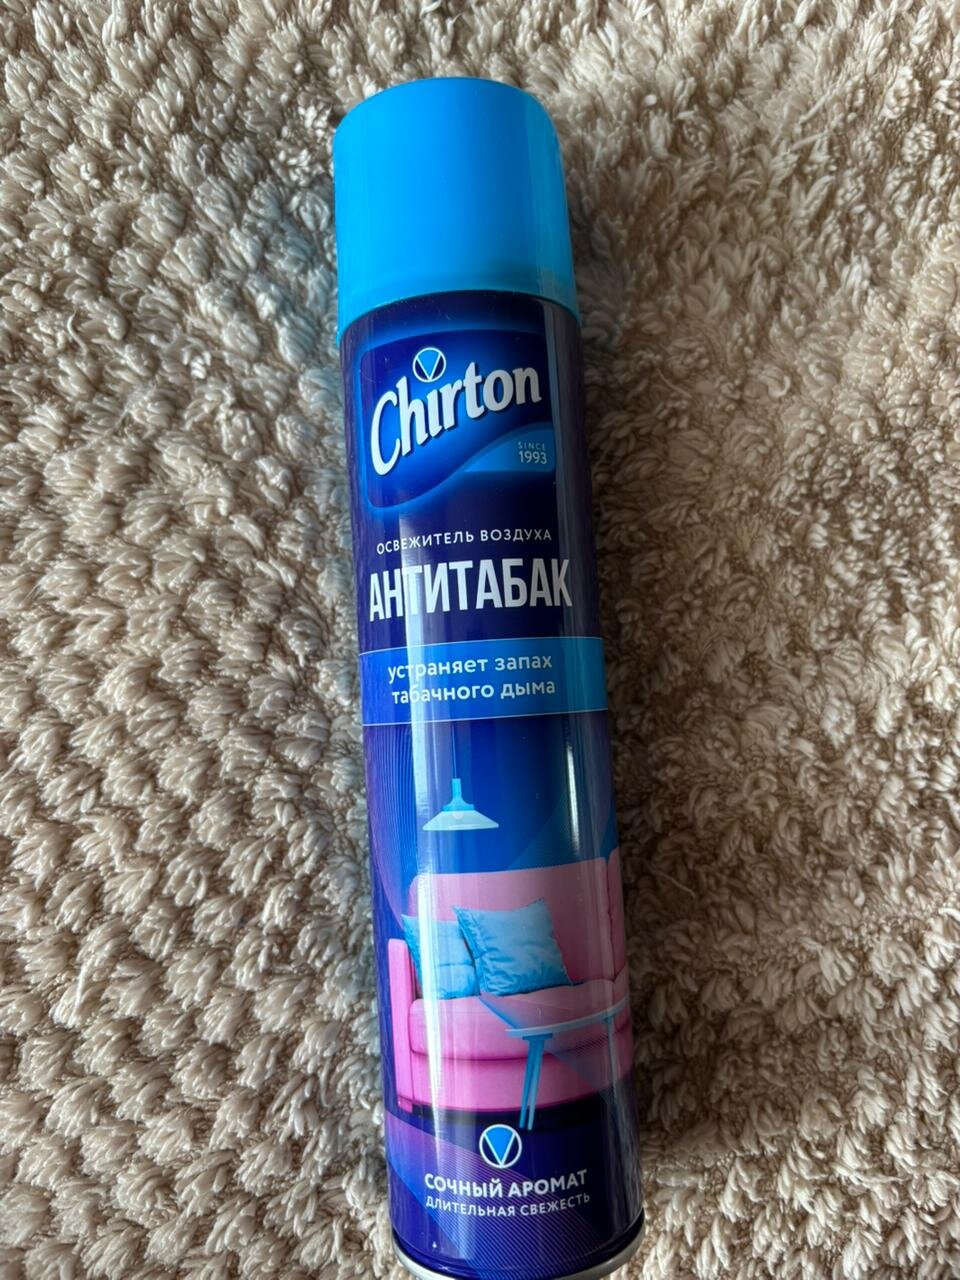 Chirton
SINCE
1993
ОСВЕЖИТЕЛЬ ВОЗДУХА
АНТИТАБАК
устраняет запах
табачного дыма
СОЧНЫЙ АРОМАТ
ДЛИТЕЛЬНАЯ СВЕЖЕСТЬ